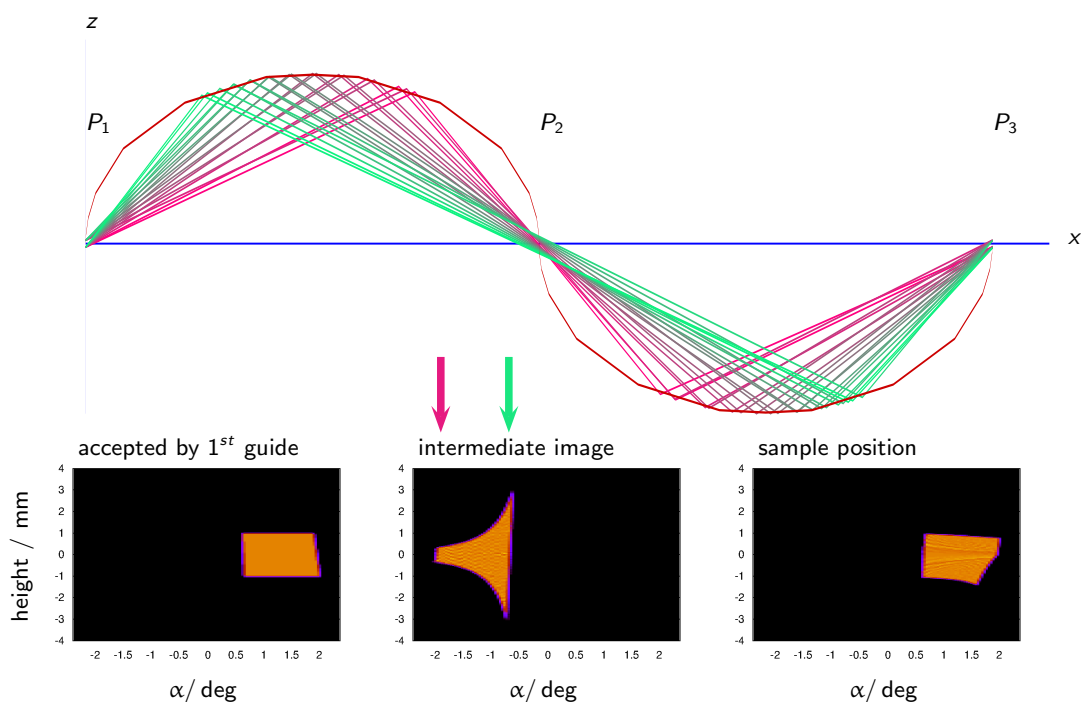 z
P₁ P₂ P₃
x
accepted by 1ˢᵗ guide
intermediate image
sample position
height / mm
4
3
2
1
0
-1
-2
-3
-4
-2 -1.5 -1 -0.5 0 0.5 1 1.5 2
α/ deg
4
3
2
1
0
-1
-2
-3
-4
-2 -1.5 -1 -0.5 0 0.5 1 1.5 2
α/ deg
4
3
2
1
0
-1
-2
-3
-4
-2 -1.5 -1 -0.5 0 0.5 1 1.5 2
α/ deg